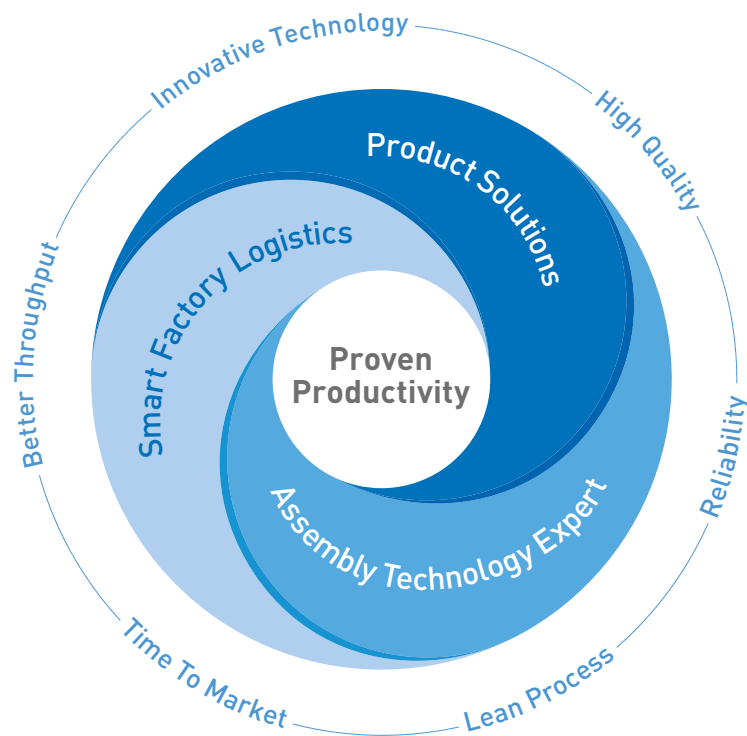 Innovative Technology
High Quality
Reliability
Lean Process
Time To Market
Better Throughput
Product Solutions
Smart Factory Logistics
Assembly Technology Expert
Proven
Productivity